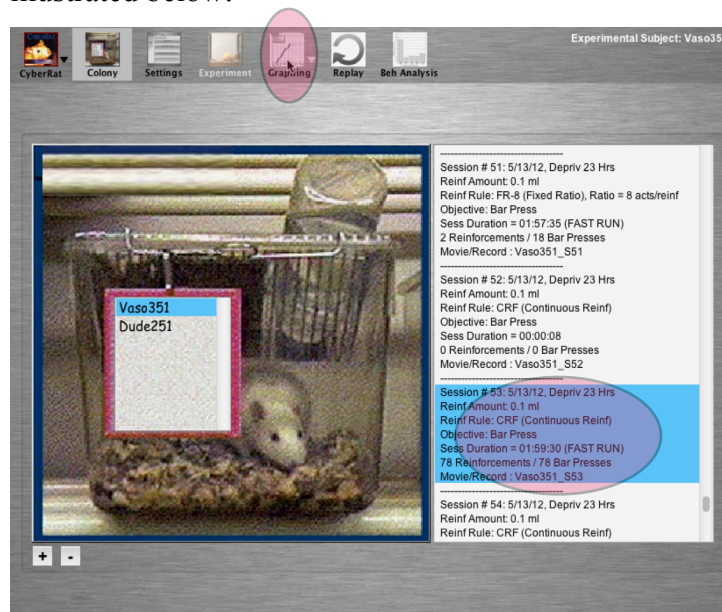 Experimental Subject: Vaso35
CyberRat
Colony
Settings
Experiment
Graphing
Replay
Beh Analysis
Vaso351
Dude251
Session # 51: 5/13/12, Depriv 23 Hrs
Reinf Amount: 0.1 ml
Reinf Rule: FR-8 (Fixed Ratio), Ratio = 8 acts/reinf
Objective: Bar Press
Sess Duration = 01:57:35 (FAST RUN)
2 Reinforcements / 18 Bar Presses
Movie/Record : Vaso351_S51
Session # 52: 5/13/12, Depriv 23 Hrs
Reinf Amount: 0.1 ml
Reinf Rule: CRF (Continuous Reinf)
Objective: Bar Press
Sess Duration = 00:00:08
0 Reinforcements / 0 Bar Presses
Movie/Record : Vaso351_S52
Session # 53: 5/13/12, Depriv 23 Hrs
Reinf Amount: 0.1 ml
Reinf Rule: CRF (Continuous Reinf)
Objective: Bar Press
Sess Duration = 01:59:30 (FAST RUN)
78 Reinforcements / 78 Bar Presses
Movie/Record : Vaso351_S53
Session # 54: 5/13/12, Depriv 23 Hrs
Reinf Amount: 0.1 ml
Reinf Rule: CRF (Continuous Reinf)
+ -